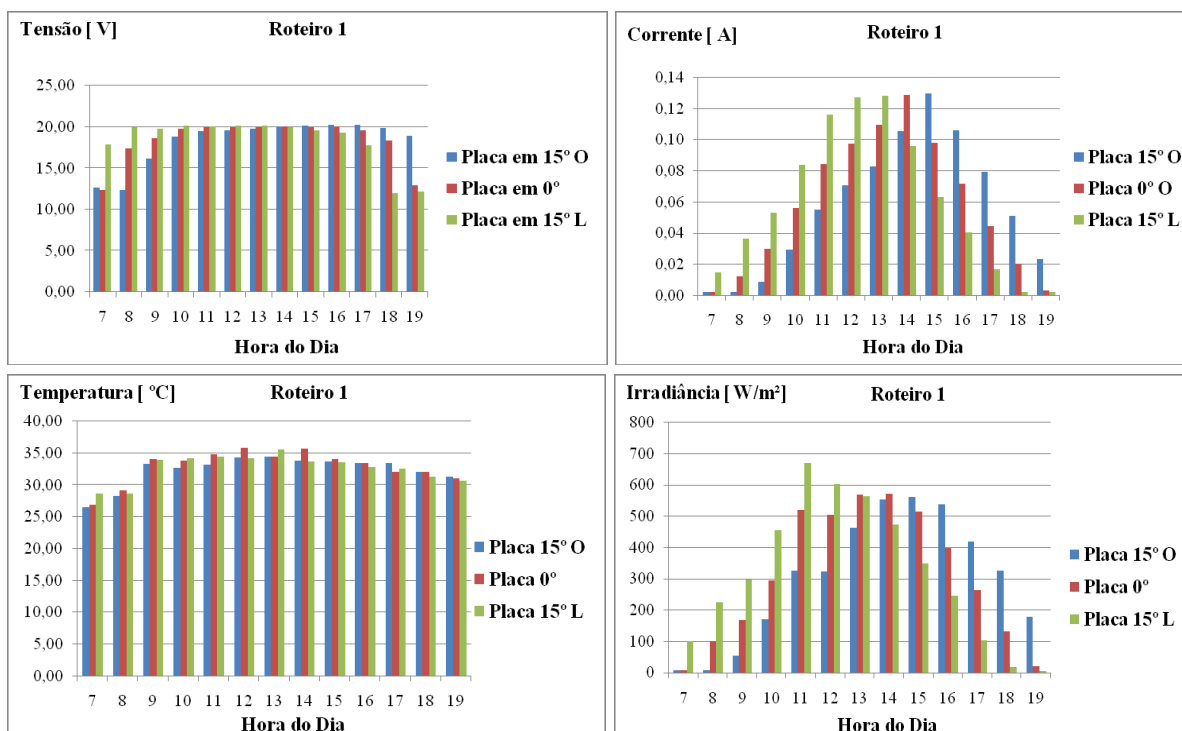 Tensão [ V] Roteiro 1
25,00
20,00
15,00
10,00
5,00
0,00
7 8 9 10 11 12 13 14 15 16 17 18 19
Hora do Dia
Placa em 15º O
Placa em 0º
Placa em 15º L
Corrente [ A] Roteiro 1
0,14
0,12
0,10
0,08
0,06
0,04
0,02
0,00
7 8 9 10 11 12 13 14 15 16 17 18 19
Hora do Dia
Placa 15º O
Placa 0º O
Placa 15º L
Temperatura [ ºC] Roteiro 1
40,00
35,00
30,00
25,00
20,00
15,00
10,00
5,00
0,00
7 8 9 10 11 12 13 14 15 16 17 18 19
Hora do Dia
Placa 15º O
Placa 0º
Placa 15º L
Irradiância [ W/m²] Roteiro 1
800
700
600
500
400
300
200
100
0
7 8 9 10 11 12 13 14 15 16 17 18 19
Hora do Dia
Placa 15º O
Placa 0º
Placa 15º L